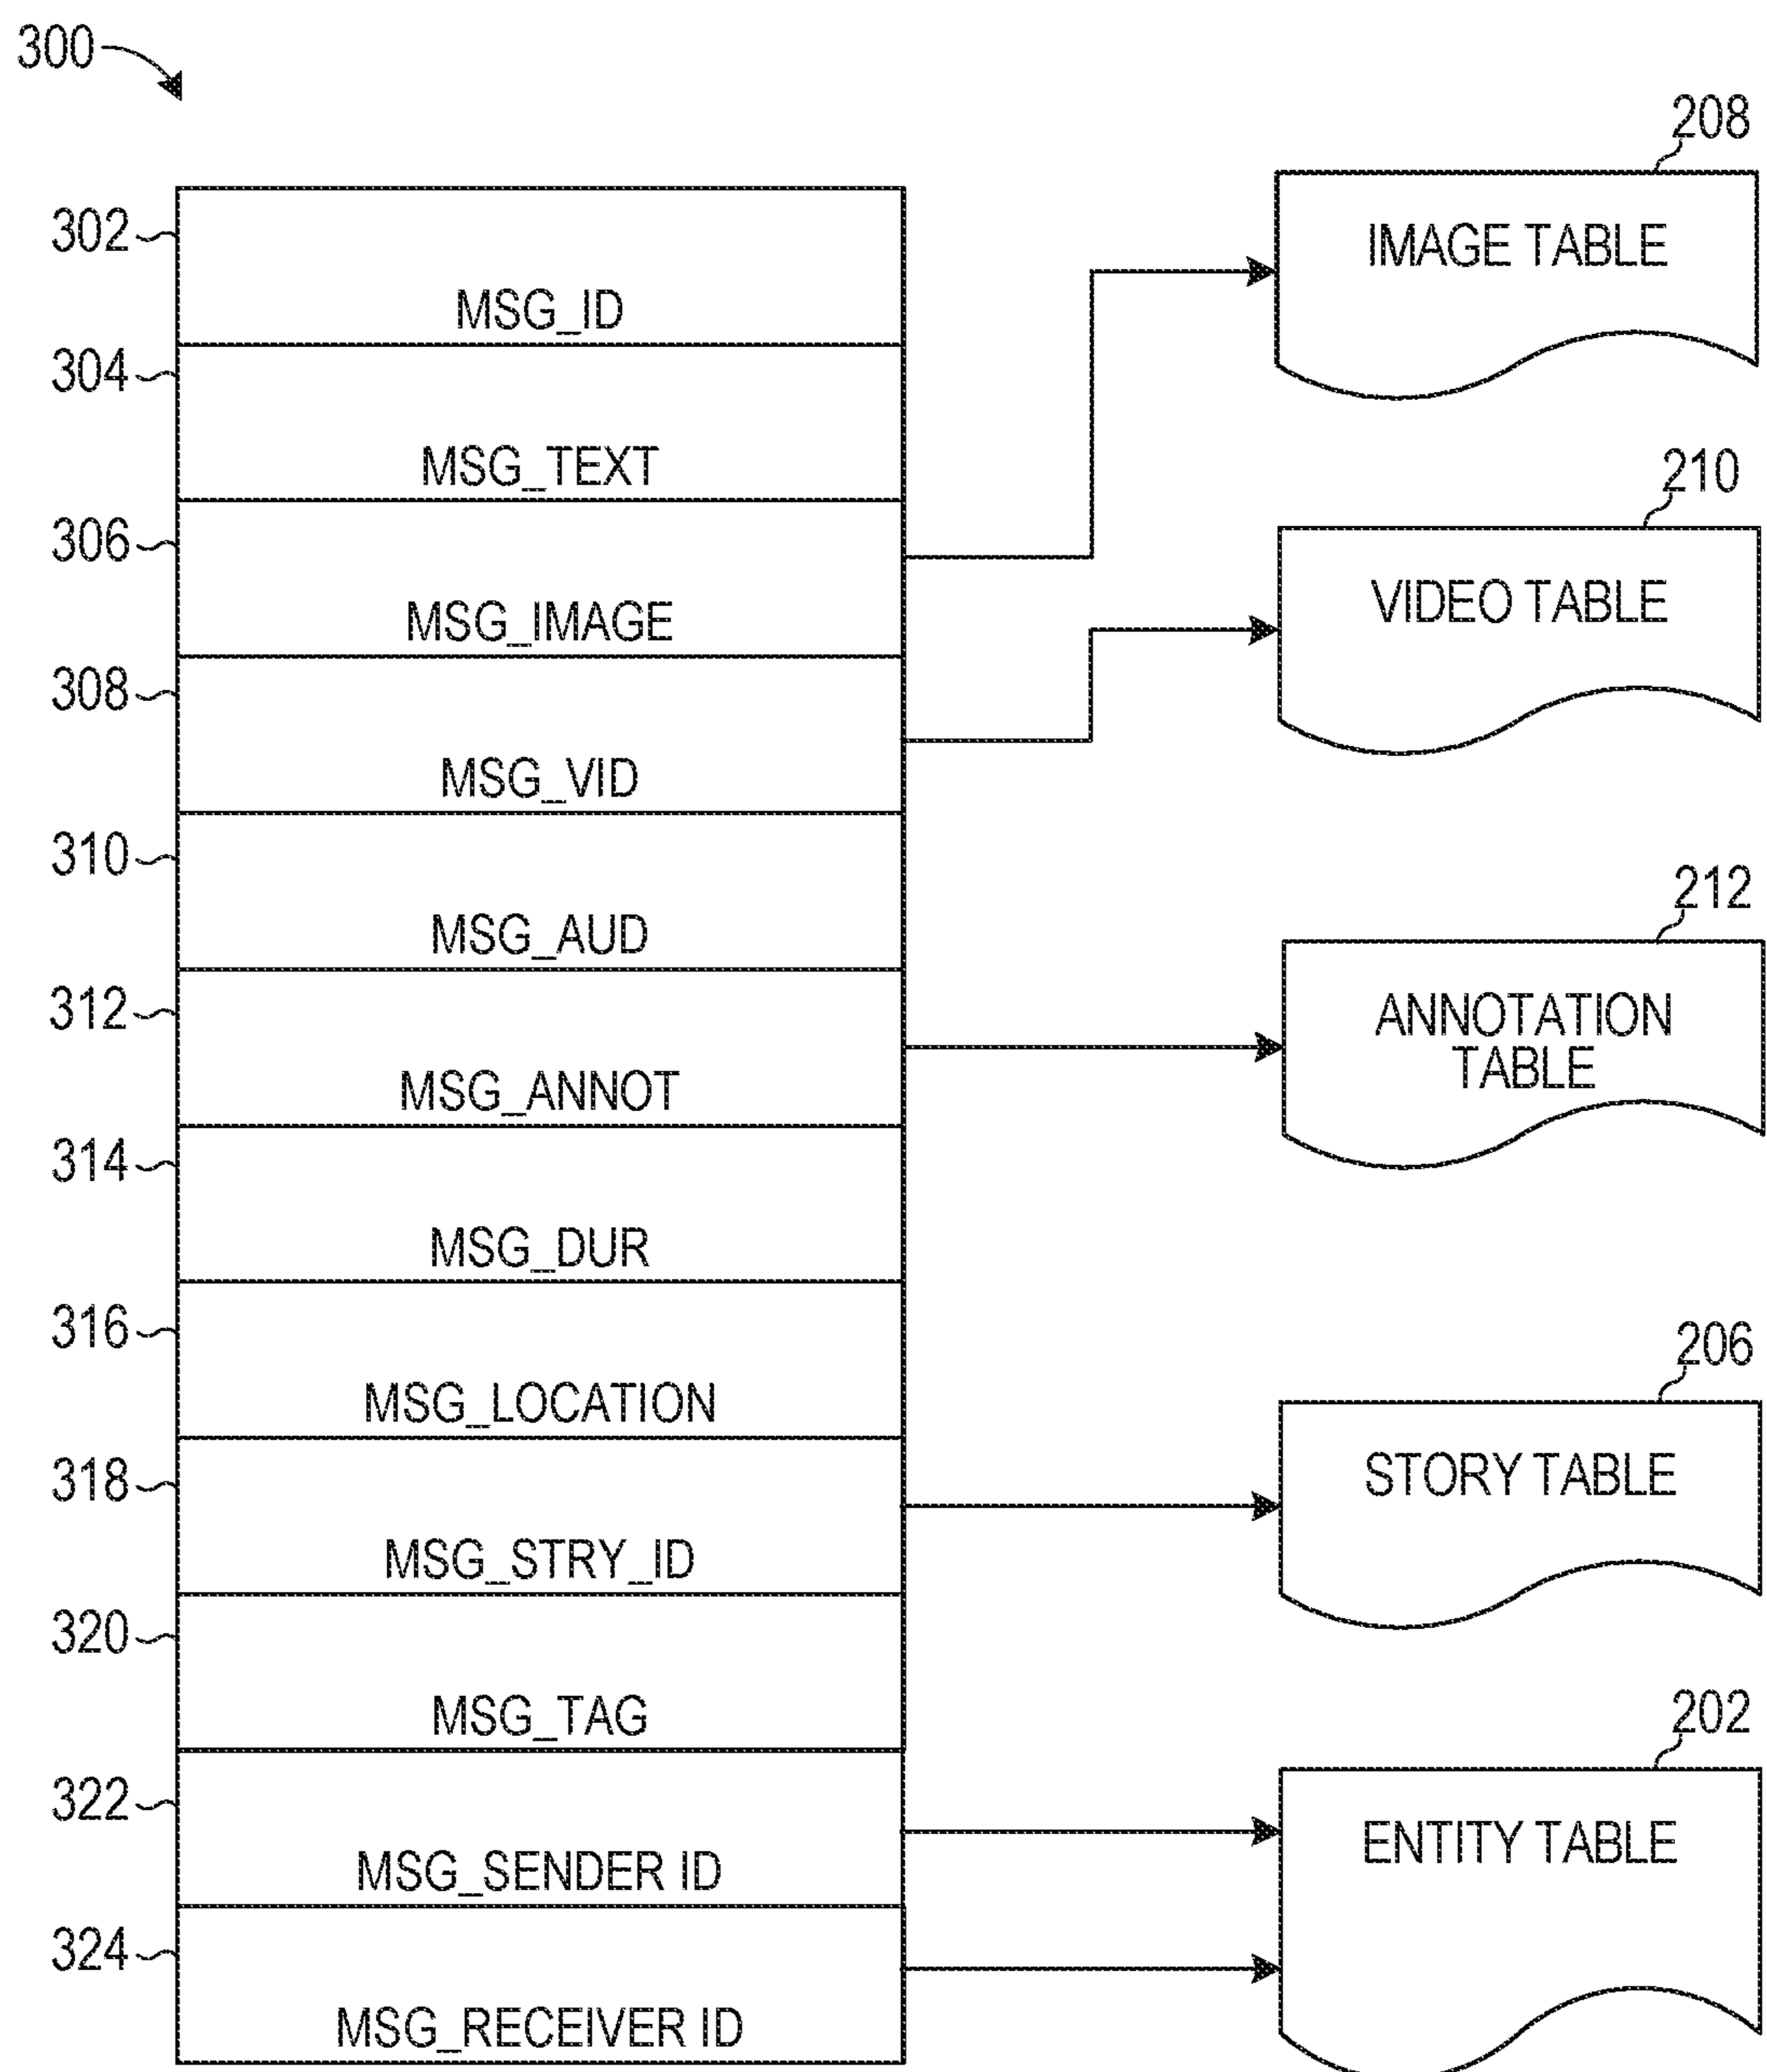 300
302
MSG_ID
304
MSG_TEXT
306
MSG_IMAGE
308
MSG_VID
310
MSG_AUD
312
MSG_ANNOT
314
MSG_DUR
316
MSG_LOCATION
318
MSG_STRY_ID
320
MSG_TAG
322
MSG_SENDER ID
324
MSG_RECEIVER ID
208
IMAGE TABLE
210
VIDEO TABLE
212
ANNOTATION
TABLE
206
STORY TABLE
202
ENTITY TABLE